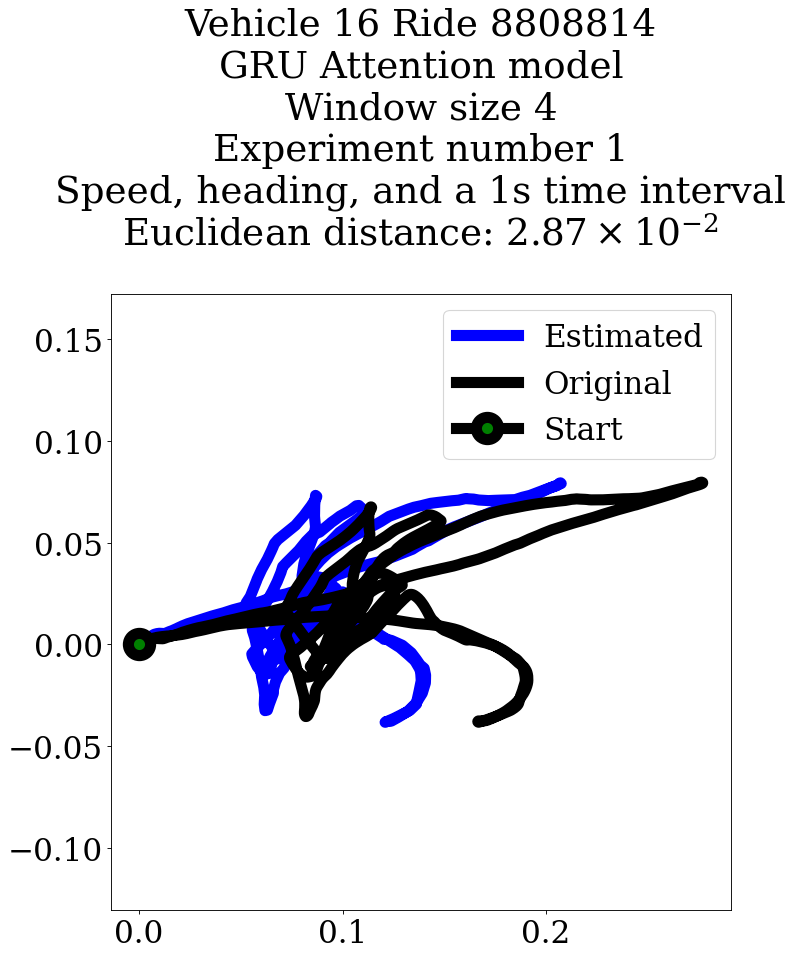 Vehicle 16 Ride 8808814
GRU Attention model
Window size 4
Experiment number 1
Speed, heading, and a 1s time interval
Euclidean distance: 2.87 × 10⁻²
Estimated
Original
Start
0.15
0.10
0.05
0.00
−0.05
−0.10
0.0 0.1 0.2